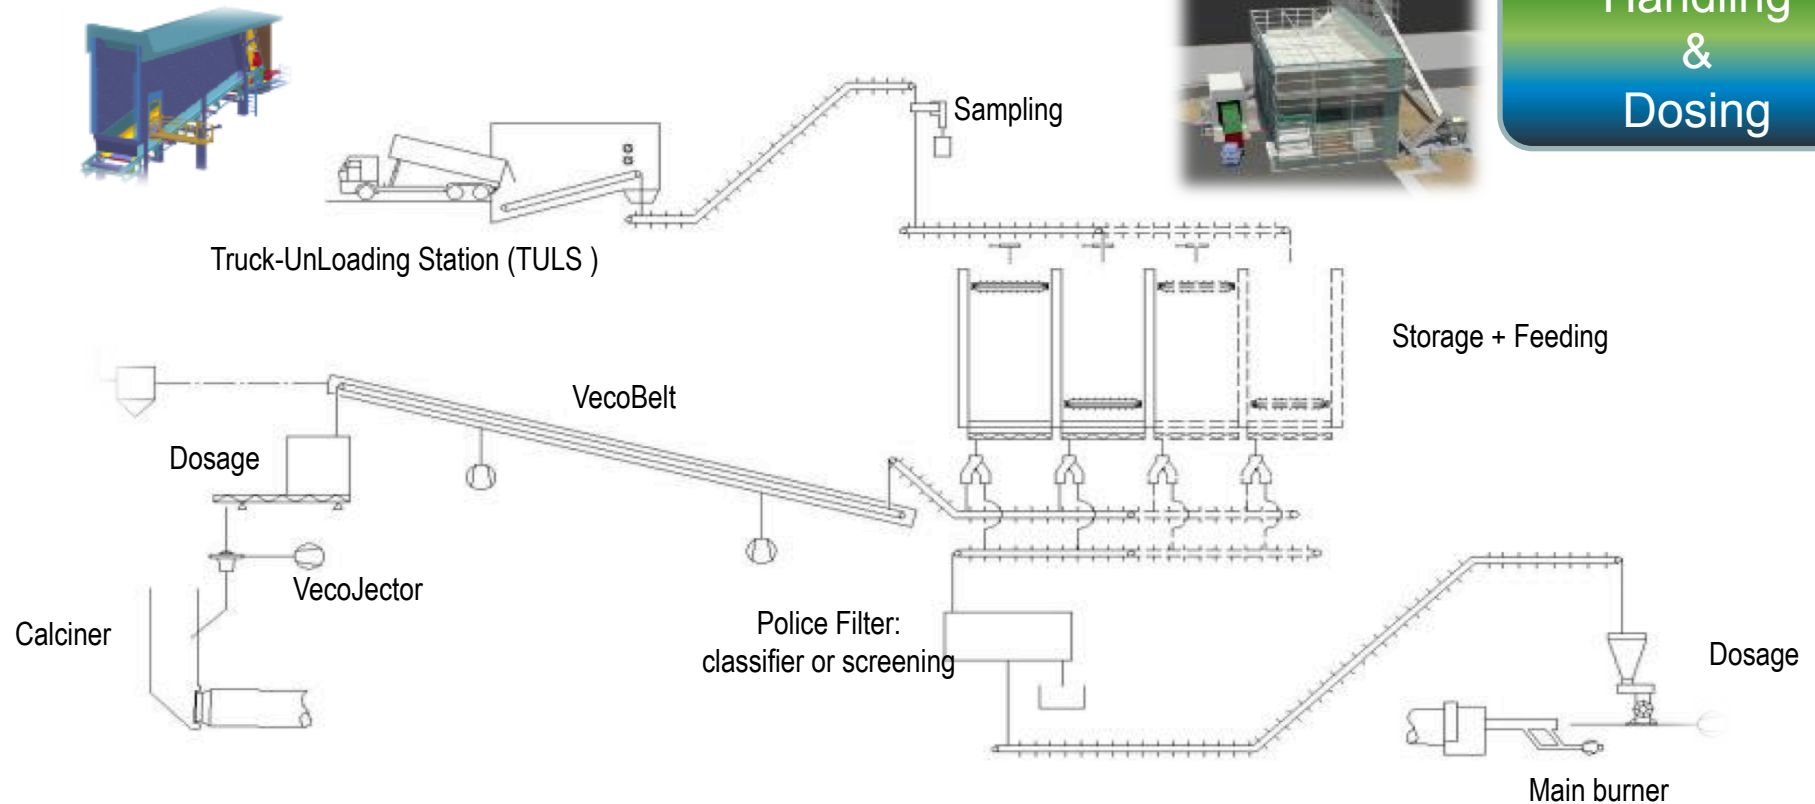 Handling
&
Dosing
Sampling
Truck-UnLoading Station (TULS )
Storage + Feeding
VecoBelt
Dosage
VecoJector
Calciner
Police Filter:
classifier or screening
Dosage
Main burner